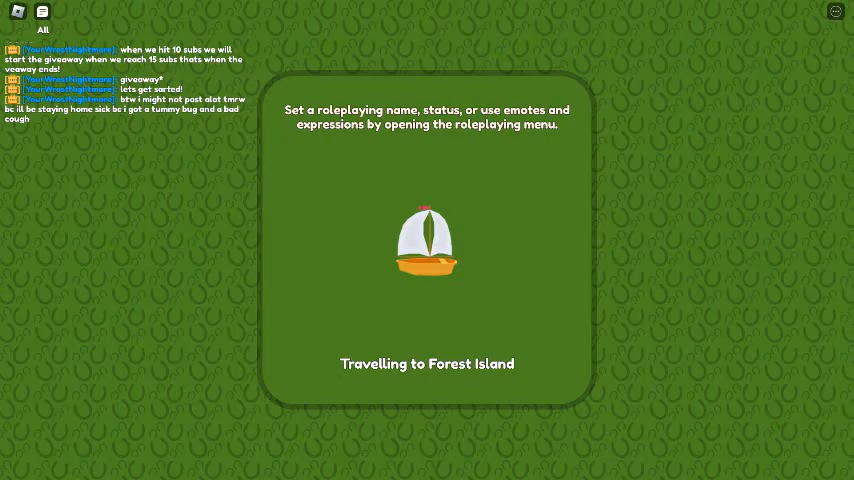 All
[YourWrostNightmare]: when we hit 10 subs we will
start the giveaway when we reach 15 subs thats when the
veaway ends!
[YourWrostNightmare]: giveaway*
[YourWrostNightmare]: lets get sarted!
[YourWrostNightmare]: btw i might not post alot tmrw
bc ill be staying home sick bc i got a tummy bug and a bad
cough
Set a roleplaying name, status, or use emotes and
expressions by opening the roleplaying menu.
Travelling to Forest Island